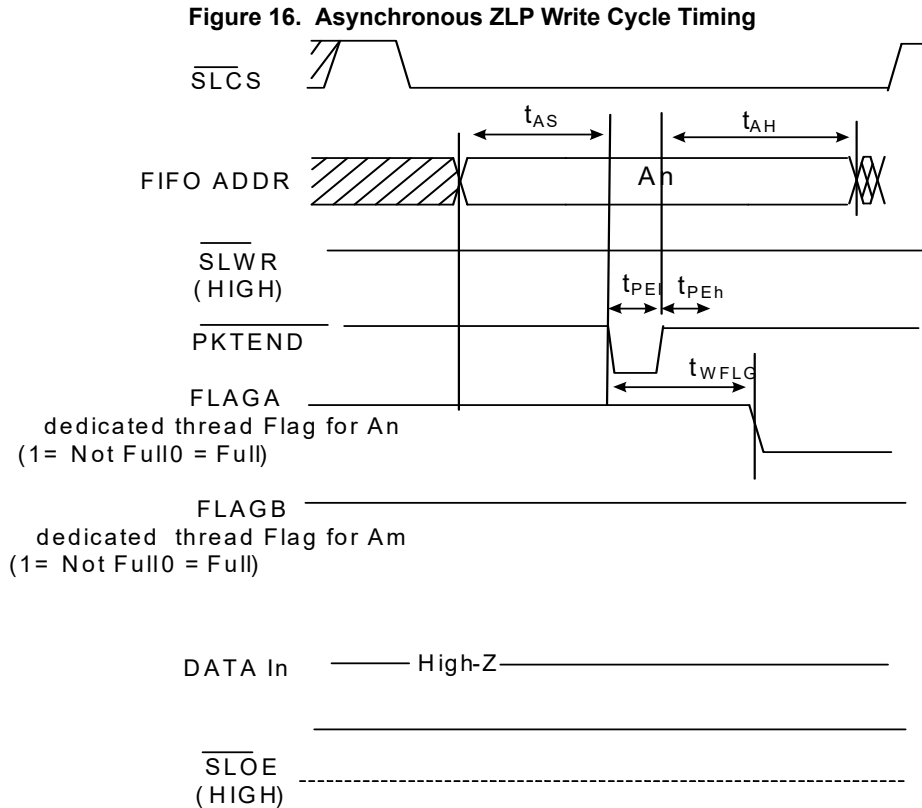 Figure 16. Asynchronous ZLP Write Cycle Timing
SLCS
tAS
tAH
FIFO ADDR
An
SLWR
(HIGH)
tPEl
tPEh
PKTEND
tWFLG
FLAGA
dedicated thread Flag for An
(1= Not Full0 = Full)
FLAGB
dedicated thread Flag for Am
(1= Not Full0 = Full)
DATA In
High-Z
SLOE
(HIGH)